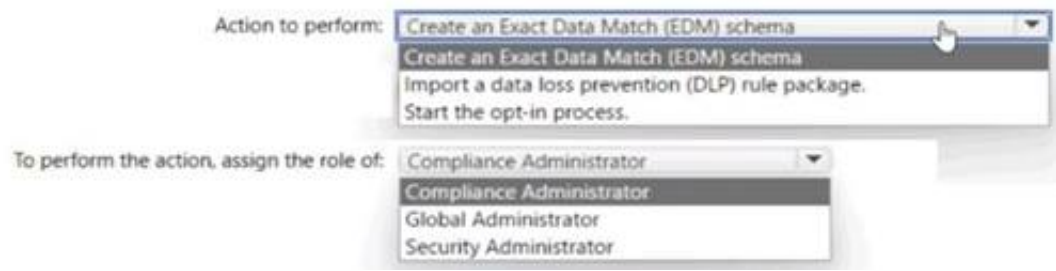 Action to perform: Create an Exact Data Match (EDM) schema
Create an Exact Data Match (EDM) schema
Import a data loss prevention (DLP) rule package.
Start the opt-in process.
To perform the action, assign the role of: Compliance Administrator
Compliance Administrator
Global Administrator
Security Administrator